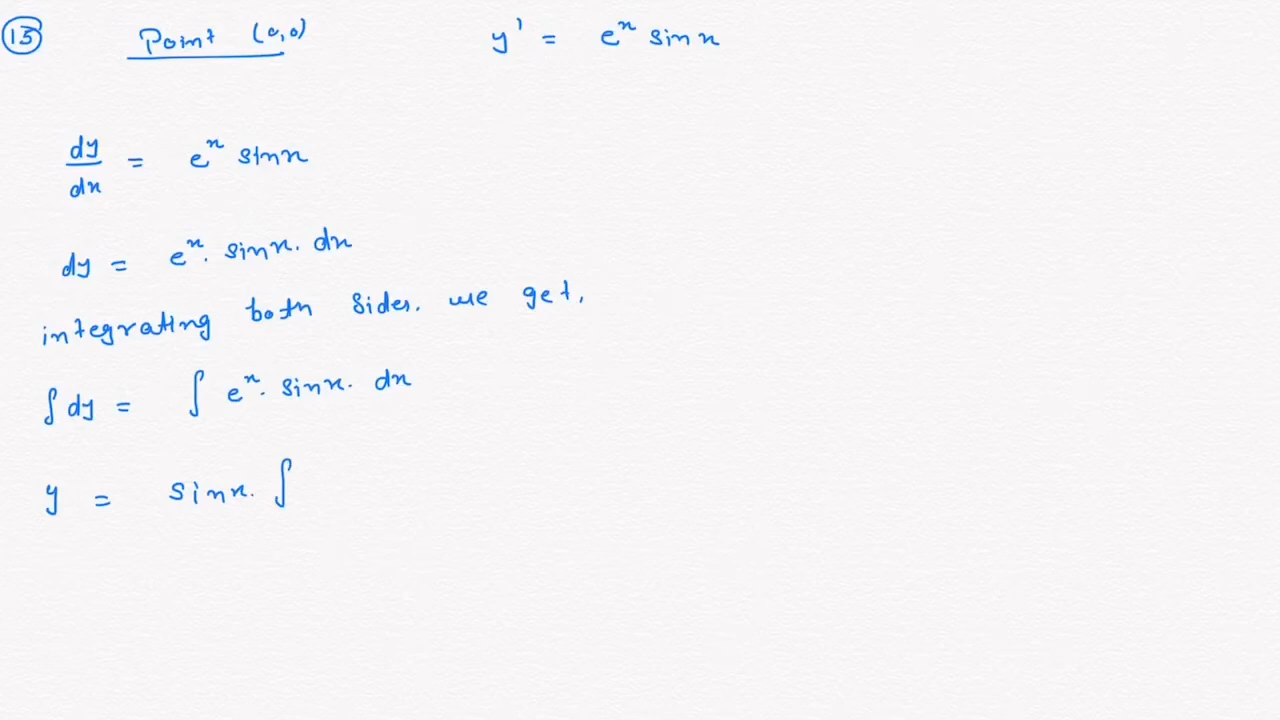 15 Point (0,0) y' = e^x sin x
dy/dx = e^x sin x
dy = e^x. sin x. dx
integrating both sides. we get,
∫ dy = ∫ e^x. sin x. dx
y = sin x. ∫